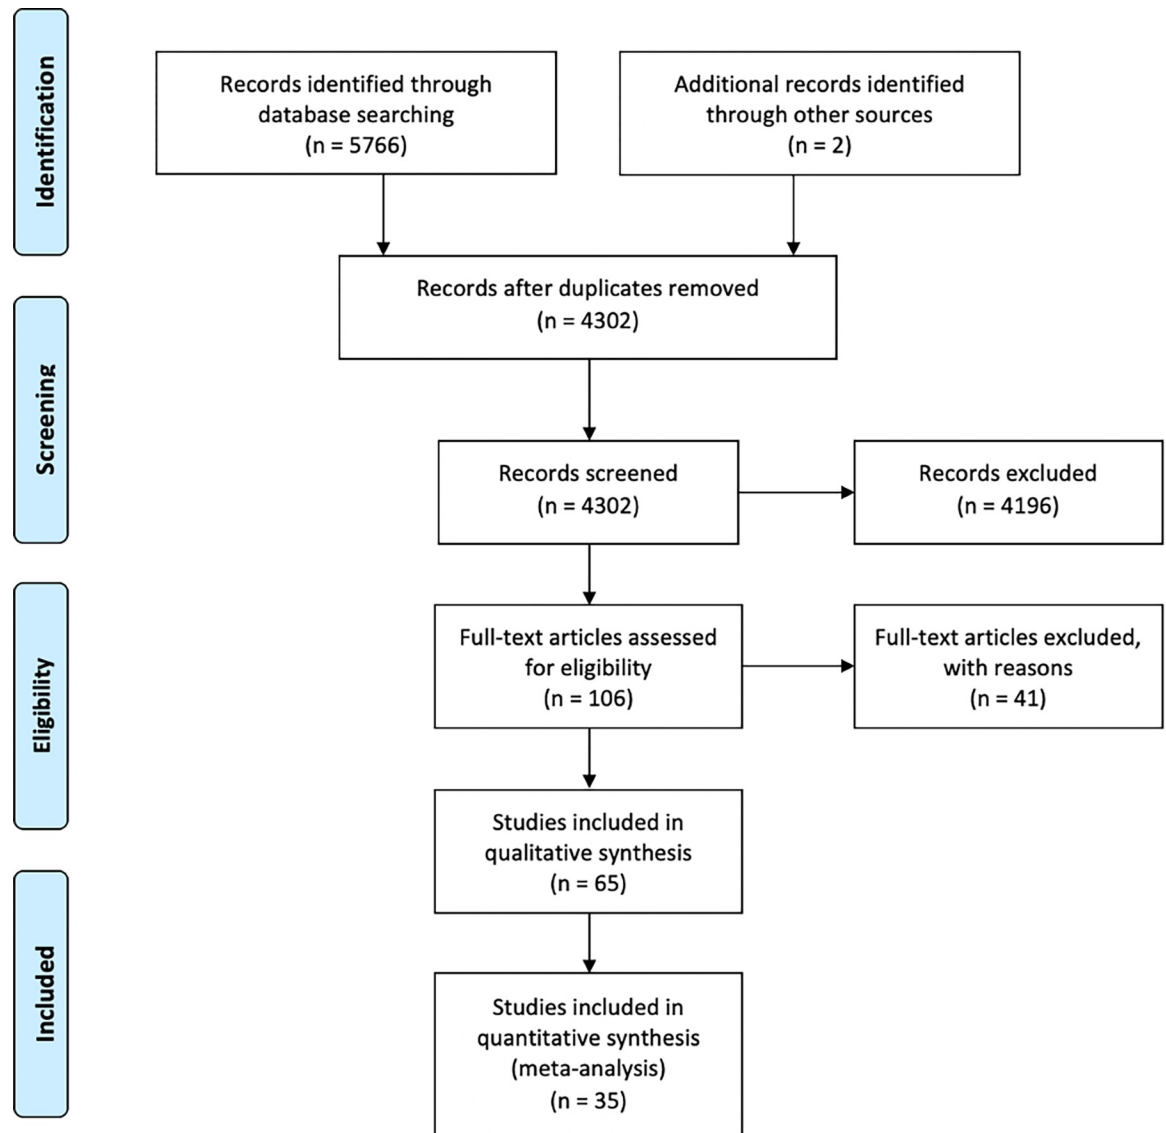 Identification
Records identified through
database searching
(n = 5766)
Additional records identified
through other sources
(n = 2)
Records after duplicates removed
(n = 4302)
Screening
Records screened
(n = 4302)
Records excluded
(n = 4196)
Eligibility
Full-text articles assessed
for eligibility
(n = 106)
Full-text articles excluded,
with reasons
(n = 41)
Studies included in
qualitative synthesis
(n = 65)
Included
Studies included in
quantitative synthesis
(meta-analysis)
(n = 35)